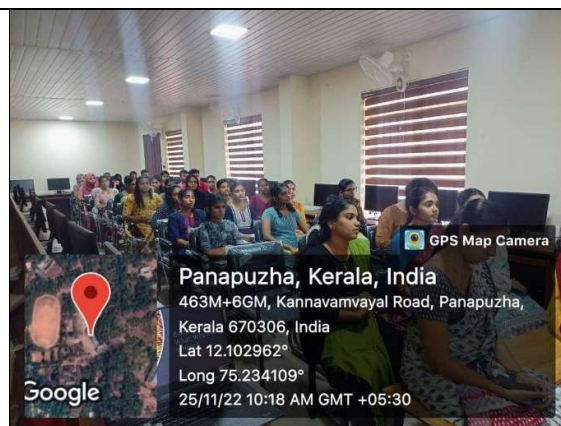 GPS Map Camera
Panapuzha, Kerala, India
463M+6GM, Kannavamvayal Road, Panapuzha,
Kerala 670306, India
Lat 12.102962°
Long 75.234109°
25/11/22 10:18 AM GMT +05:30
Google